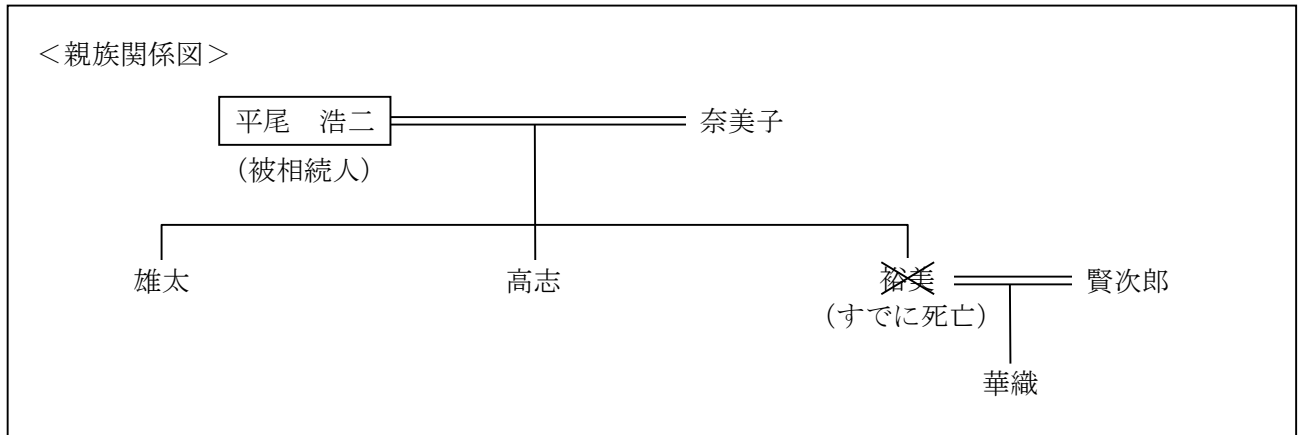 ＜親族関係図＞
平尾　浩二
奈美子
（被相続人）
雄太
高志
裕美
賢次郎
（すでに死亡）
華織